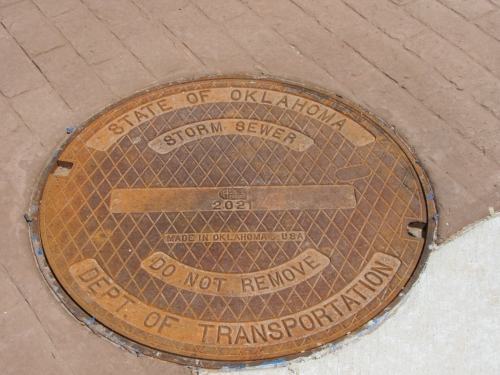 STATE OF OKLAHOMA
STORM SEWER
2021
MADE IN OKLAHOMA USA
DO NOT REMOVE
DEPT OF TRANSPORTATION